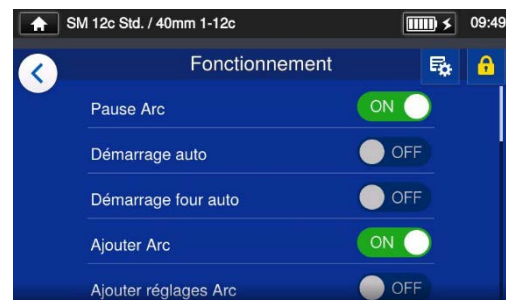 SM 12c Std. / 40mm 1-12c 09:49
Fonctionnement
Pause Arc ON
Démarrage auto OFF
Démarrage four auto OFF
Ajouter Arc ON
Ajouter réglages Arc OFF